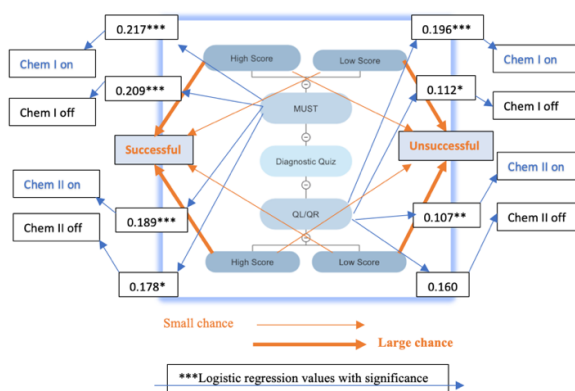 0.217***
0.196***
High Score
Low Score
Chem I on
Chem I on
0.209***
0.112*
MUST
Chem I off
Chem I off
Successful
Unsuccessful
Diagnostic Quiz
Chem II on
Chem II on
QL/QR
0.189***
0.107**
Chem II off
Chem II off
High Score
Low Score
0.178*
0.160
Small chance
Large chance
***Logistic regression values with significance